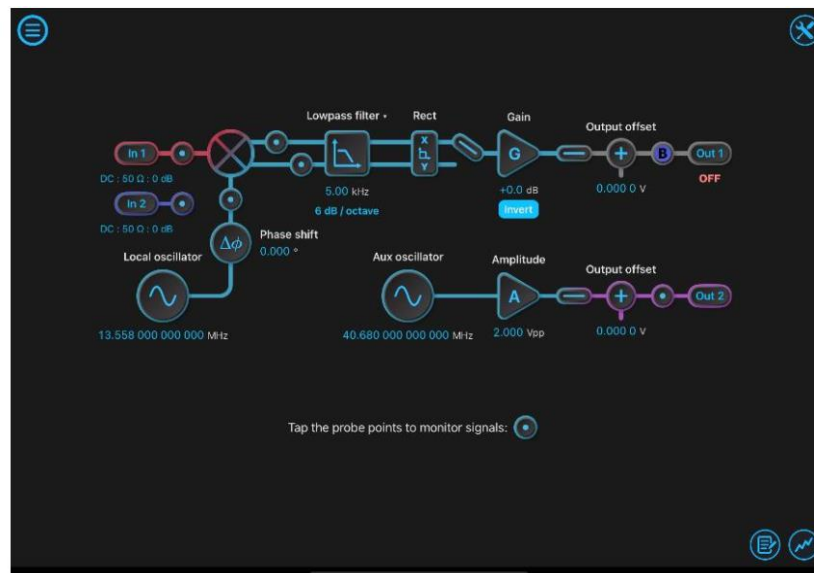 Lowpass filter
Rect
Gain
Output offset
In 1
X
Y
G
Out 1
DC : 50 Ω : 0 dB
5.00 kHz
+0.0 dB
0.000 0 V
OFF
B
In 2
6 dB / octave
Invert
DC : 50 Ω : 0 dB
Δϕ
Phase shift
0.000 °
Local oscillator
Aux oscillator
Amplitude
Output offset
A
Out 2
13.558 000 000 000 MHz
40.680 000 000 000 MHz
2.000 Vpp
0.000 0 V
Tap the probe points to monitor signals: